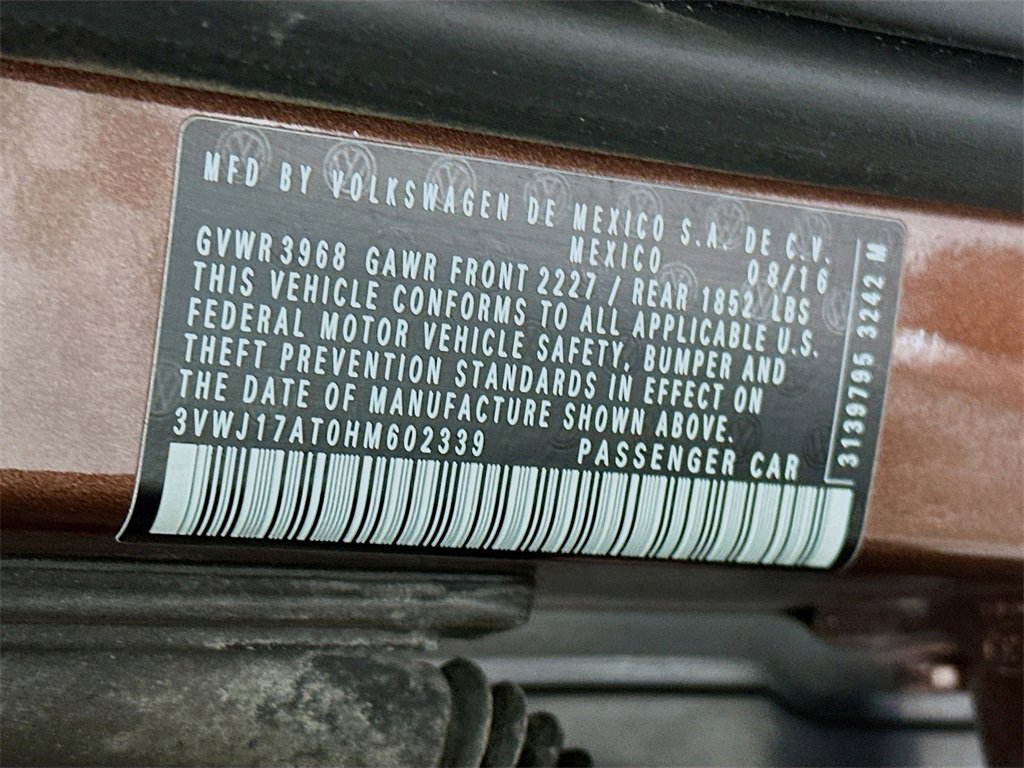 MFD BY VOLKSWAGEN DE MEXICO S.A. DE C.V.
MEXICO 08/16
GVWR 3968 GAWR FRONT 2227 / REAR 1852 LBS
THIS VEHICLE CONFORMS TO ALL APPLICABLE U.S.
FEDERAL MOTOR VEHICLE SAFETY, BUMPER AND
THEFT PREVENTION STANDARDS IN EFFECT ON
THE DATE OF MANUFACTURE SHOWN ABOVE.
3VWJ17AT0HM602339 PASSENGER CAR
3139795 3242 M